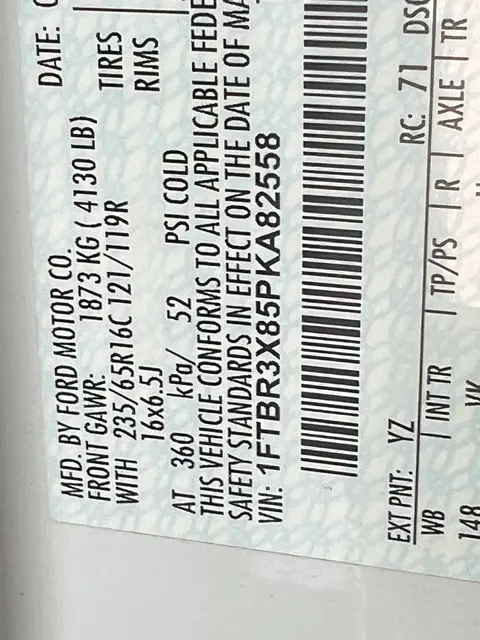 MFD. BY FORD MOTOR CO. DATE:
FRONT GAWR: 1873 KG ( 4130 LB)
WITH 235/65R16C 121/119R TIRES
16x6.5J RIMS
AT 360 kPa/ 52 PSI COLD
THIS VEHICLE CONFORMS TO ALL APPLICABLE FEDE
SAFETY STANDARDS IN EFFECT ON THE DATE OF MA
VIN: 1FTBR3X85PKA82558
EXT PNT: YZ RC: 71 DSO
WB | INT TR | TP/PS | R | AXLE | TR
148